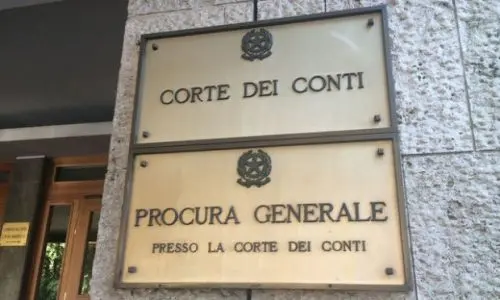 CORTE DEI CONTI
PROCURA GENERALE
PRESSO LA CORTE DEI CONTI